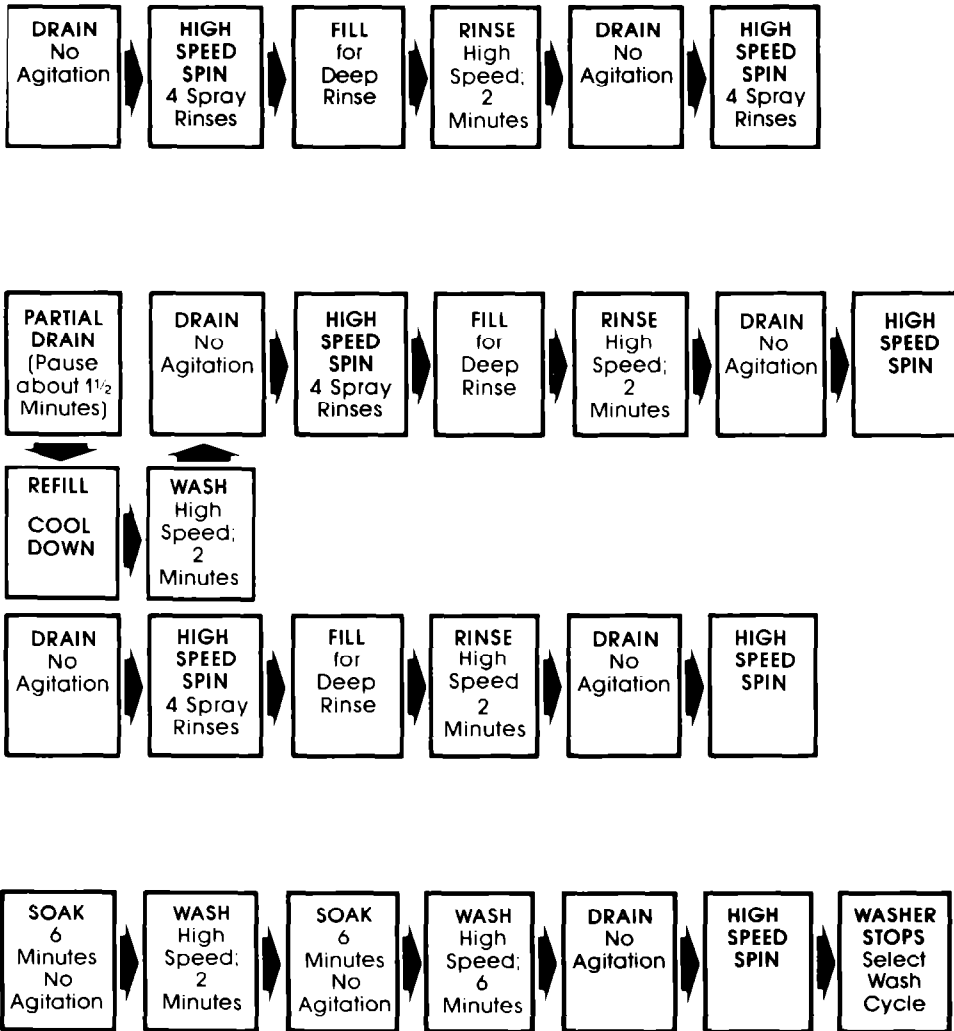 DRAIN
No
Agitation
HIGH
SPEED
SPIN
4 Spray
Rinses
FILL
for
Deep
Rinse
RINSE
High
Speed;
2
Minutes
DRAIN
No
Agitation
HIGH
SPEED
SPIN
4 Spray
Rinses
PARTIAL
DRAIN
(Pause
about 1 1/2
Minutes)
REFILL
COOL
DOWN
WASH
High
Speed;
2
Minutes
DRAIN
No
Agitation
HIGH
SPEED
SPIN
4 Spray
Rinses
FILL
for
Deep
Rinse
RINSE
High
Speed;
2
Minutes
DRAIN
No
Agitation
HIGH
SPEED
SPIN
DRAIN
No
Agitation
HIGH
SPEED
SPIN
4 Spray
Rinses
FILL
for
Deep
Rinse
RINSE
High
Speed
2
Minutes
DRAIN
No
Agitation
HIGH
SPEED
SPIN
SOAK
6
Minutes
No
Agitation
WASH
High
Speed;
2
Minutes
SOAK
6
Minutes
No
Agitation
WASH
High
Speed;
6
Minutes
DRAIN
No
Agitation
HIGH
SPEED
SPIN
WASHER
STOPS
Select
Wash
Cycle